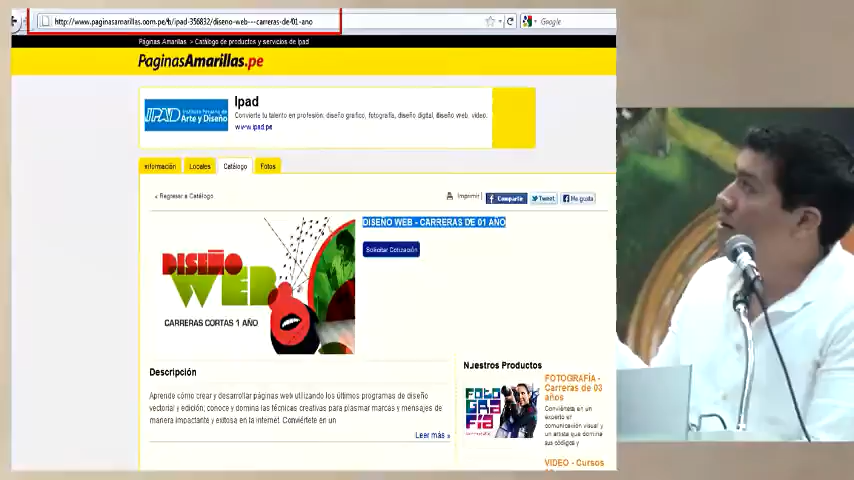 http://www.paginasamarillas.com.pe/b/ipad-356832/diseno-web---carreras-de-01-ano
Google
Páginas Amarillas > Catálogo de productos y servicios de Ipad
PaginasAmarillas.pe
IPAD Instituto Peruano de Arte y Diseño
Ipad
Convierte tu talento en profesión, diseño grafico, fotografía, diseño digital, diseño web, video.
www.ipad.pe
Información Locales Catálogo Fotos
« Regresar a Catálogo
Imprimir | Compartir Tweet Me gusta
DISEÑO WEB - CARRERAS DE 01 AÑO
Solicitar Cotización
DISEÑO
WEB
CARRERAS CORTAS 1 AÑO
Descripción
Aprende cómo crear y desarrollar páginas web utilizando los últimos programas de diseño
vectorial y edición; conoce y domina las técnicas creativas para plasmar marcas y mensajes de
manera impactante y exitosa en la internet. Conviértete en un
Leer más »
Nuestros Productos
FOTO
GRA
FÍA
FOTOGRAFÍA -
Carreras de 03
años
Conviértete en un
experto el
comunicación visual y
un artista que domina
sus códigos y
VIDEO - Cursos